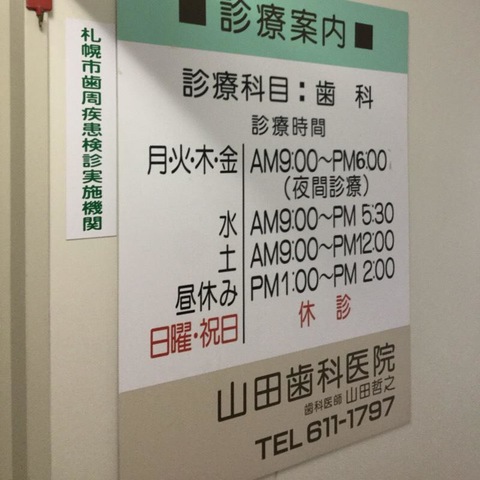 札幌市歯周疾患検診実施機関
■診療案内■
診療科目：歯 科
診療時間
月・火・木・金 AM9:00～PM6:00
（夜間診療）
水 AM9:00～PM 5:30
土 AM9:00～PM12:00
昼休み PM1:00～PM 2:00
日曜・祝日 休 診
山田歯科医院
歯科医師 山田哲之
TEL 611-1797